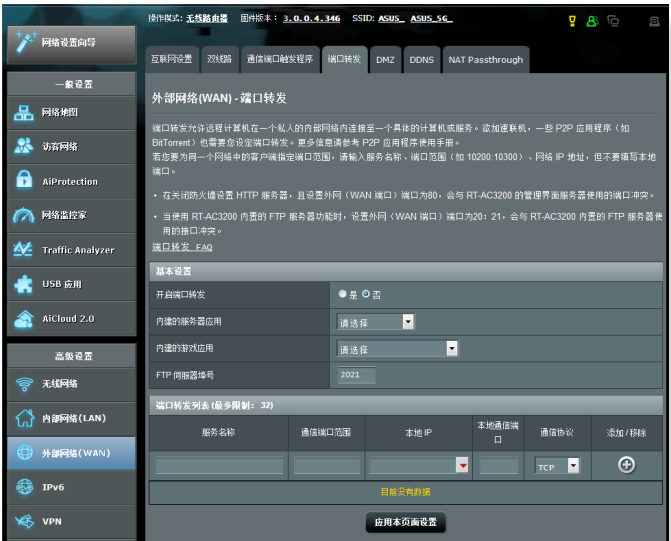 操作模式: 无线路由器 固件版本: 3.0.0.4.346 SSID: ASUS_ ASUS_5G_
网络设置向导
互联网设置 双线路 通信端口触发程序 端口转发 DMZ DDNS NAT Passthrough
一般设置
网络地图
访客网络
AiProtection
网络监控家
Traffic Analyzer
USB 应用
AiCloud 2.0
高级设置
无线网络
内部网络(LAN)
外部网络(WAN)
IPv6
VPN
外部网络(WAN) - 端口转发
端口转发允许远程计算机在一个私人的内部网络内连接至一个具体的计算机或服务。欲加速联机，一些 P2P 应用程序（如
BitTorrent）也需要您设定端口转发。更多信息请参考 P2P 应用程序使用手册。
若您要为同一个网络中的客户端指定端口范围，请输入服务名称、端口范围（如 10200:10300）、网络 IP 地址，但不要填写本地
端口。
• 在关闭防火墙设置 HTTP 服务器，且设置外网（WAN 端口）端口为80，会与 RT-AC3200 的管理界面服务器使用的端口冲突。
• 当使用 RT-AC3200 内置的 FTP 服务器功能时，设置外网（WAN 端口）端口为20：21，会与 RT-AC3200 内置的 FTP 服务器使
用的接口冲突。
端口转发 FAQ
基本设置
开启端口转发 是 否
内建的服务器应用 请选择
内建的游戏应用 请选择
FTP 伺服器埠号 2021
端口转发列表 (最多限制: 32)
服务名称 通信端口范围 本地 IP 本地通信端口 通信协议 添加 / 移除
TCP
目前没有数据
应用本页面设置